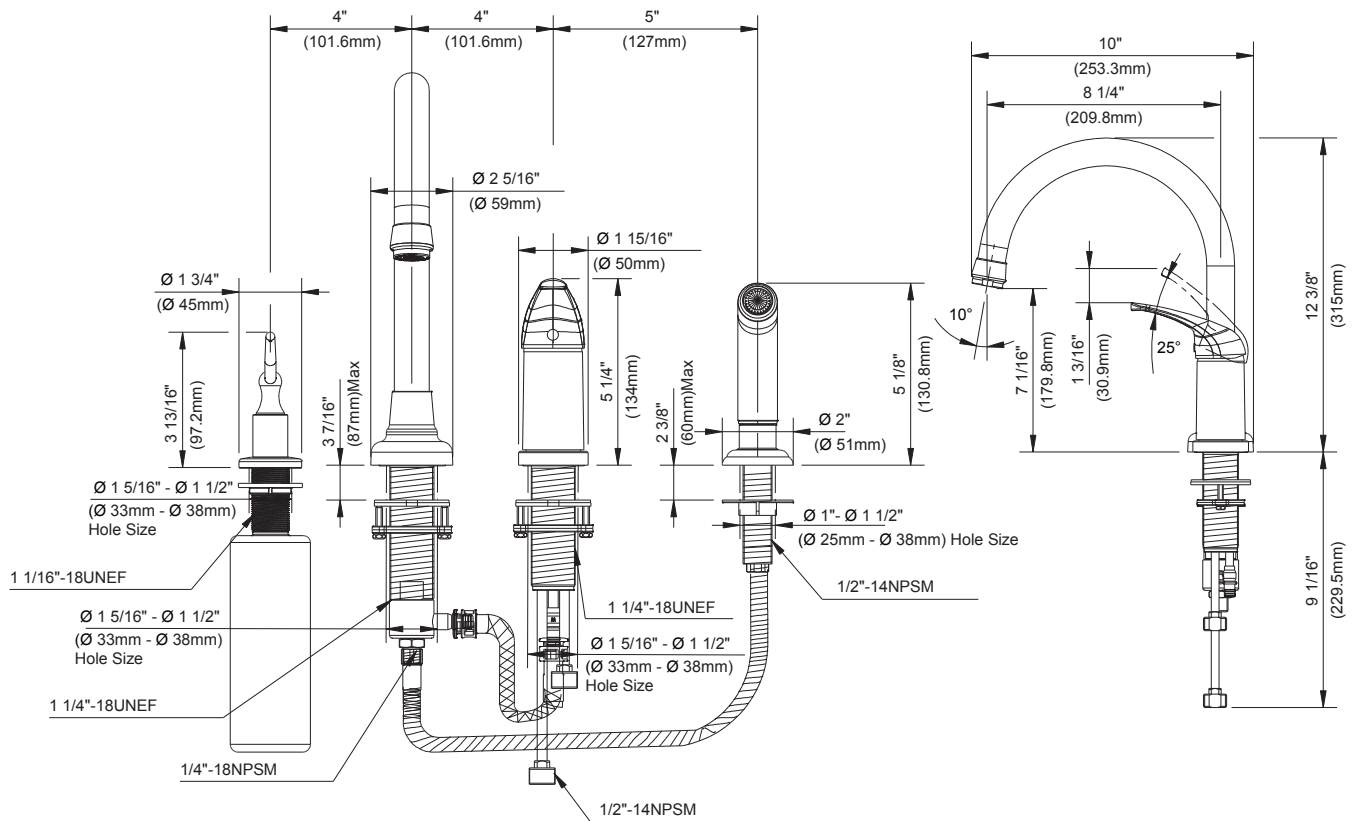 4"
(101.6mm)
4"
(101.6mm)
5"
(127mm)
10"
(253.3mm)
8 1/4"
(209.8mm)
Ø 2 5/16"
(Ø 59mm)
Ø 1 15/16"
(Ø 50mm)
Ø 1 3/4"
(Ø 45mm)
3 13/16"
(97.2mm)
3 7/16"
(87mm)Max
5 1/4"
(134mm)
2 3/8"
(60mm)Max
Ø 2"
(Ø 51mm)
5 1/8"
(130.8mm)
10°
7 1/16"
(179.8mm)
1 3/16"
(30.9mm)
25°
12 3/8"
(315mm)
9 1/16"
(229.5mm)
Ø 1 5/16" - Ø 1 1/2"
(Ø 33mm - Ø 38mm)
Hole Size
1 1/16"-18UNEF
Ø 1 5/16" - Ø 1 1/2"
(Ø 33mm - Ø 38mm)
Hole Size
1 1/4"-18UNEF
1/4"-18NPSM
Ø 1"- Ø 1 1/2"
(Ø 25mm - Ø 38mm) Hole Size
1/2"-14NPSM
1 1/4"-18UNEF
Ø 1 5/16" - Ø 1 1/2"
(Ø 33mm - Ø 38mm)
Hole Size
1/2"-14NPSM